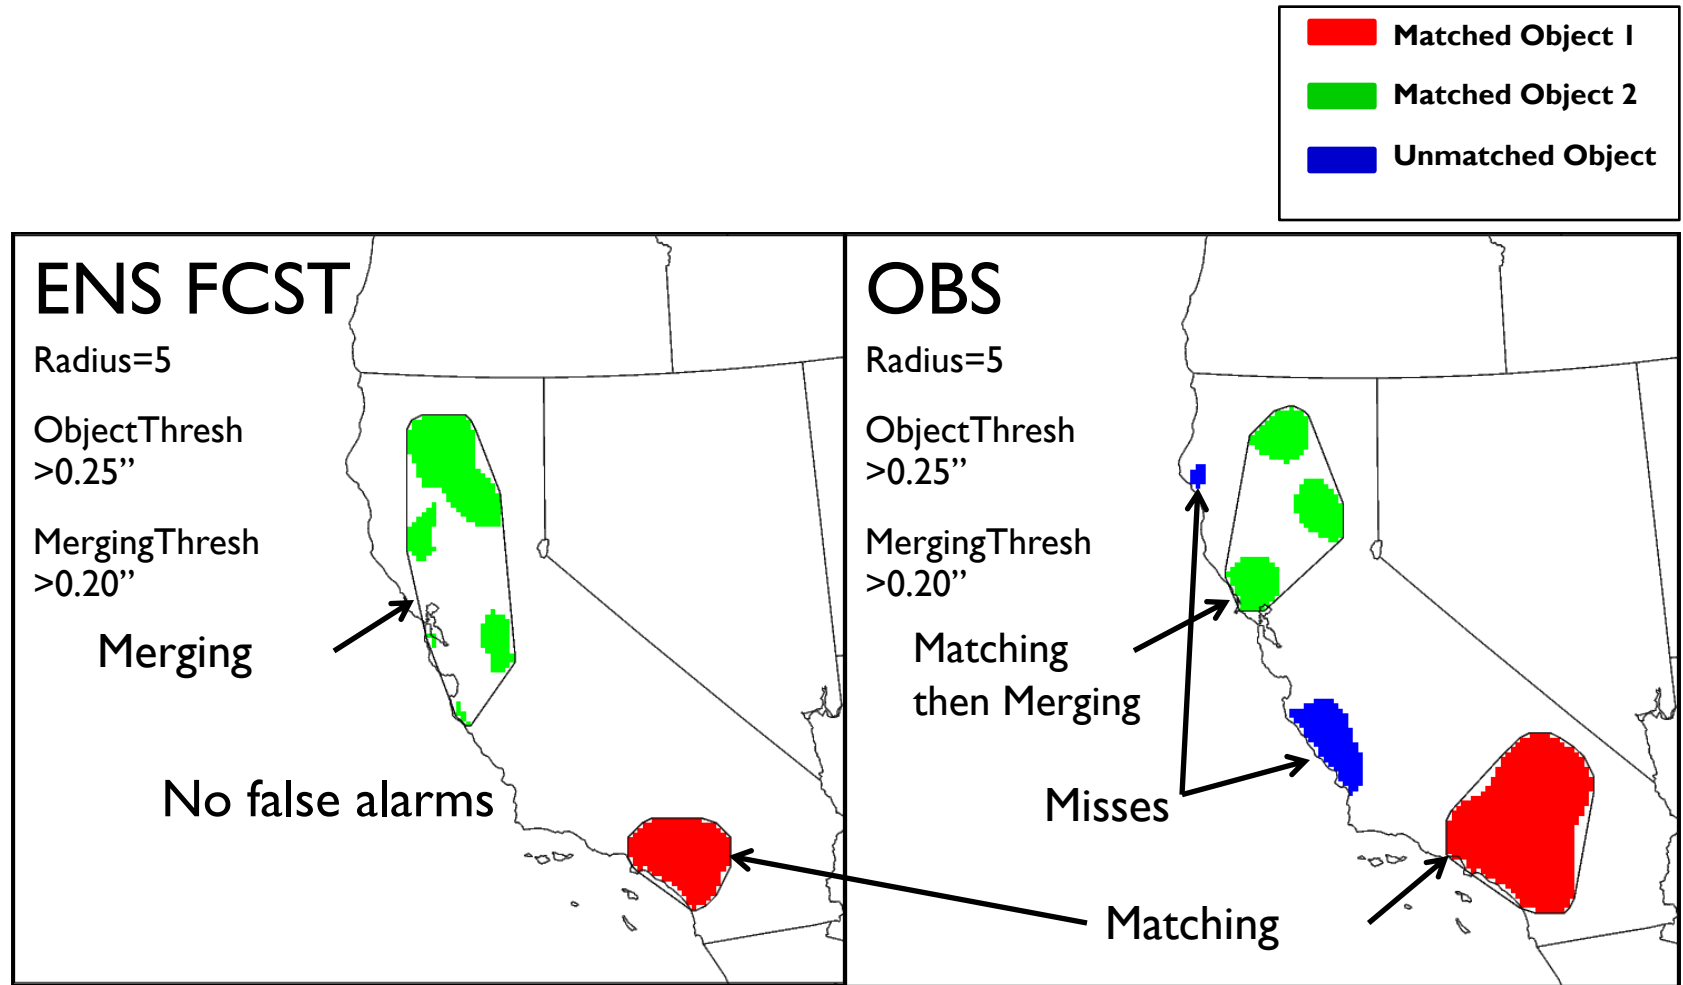 Matched Object 1
Matched Object 2
Unmatched Object
ENS FCST
Radius=5
ObjectThresh
>0.25”
MergingThresh
>0.20”
Merging
No false alarms
OBS
Radius=5
ObjectThresh
>0.25”
MergingThresh
>0.20”
Matching
then Merging
Misses
Matching